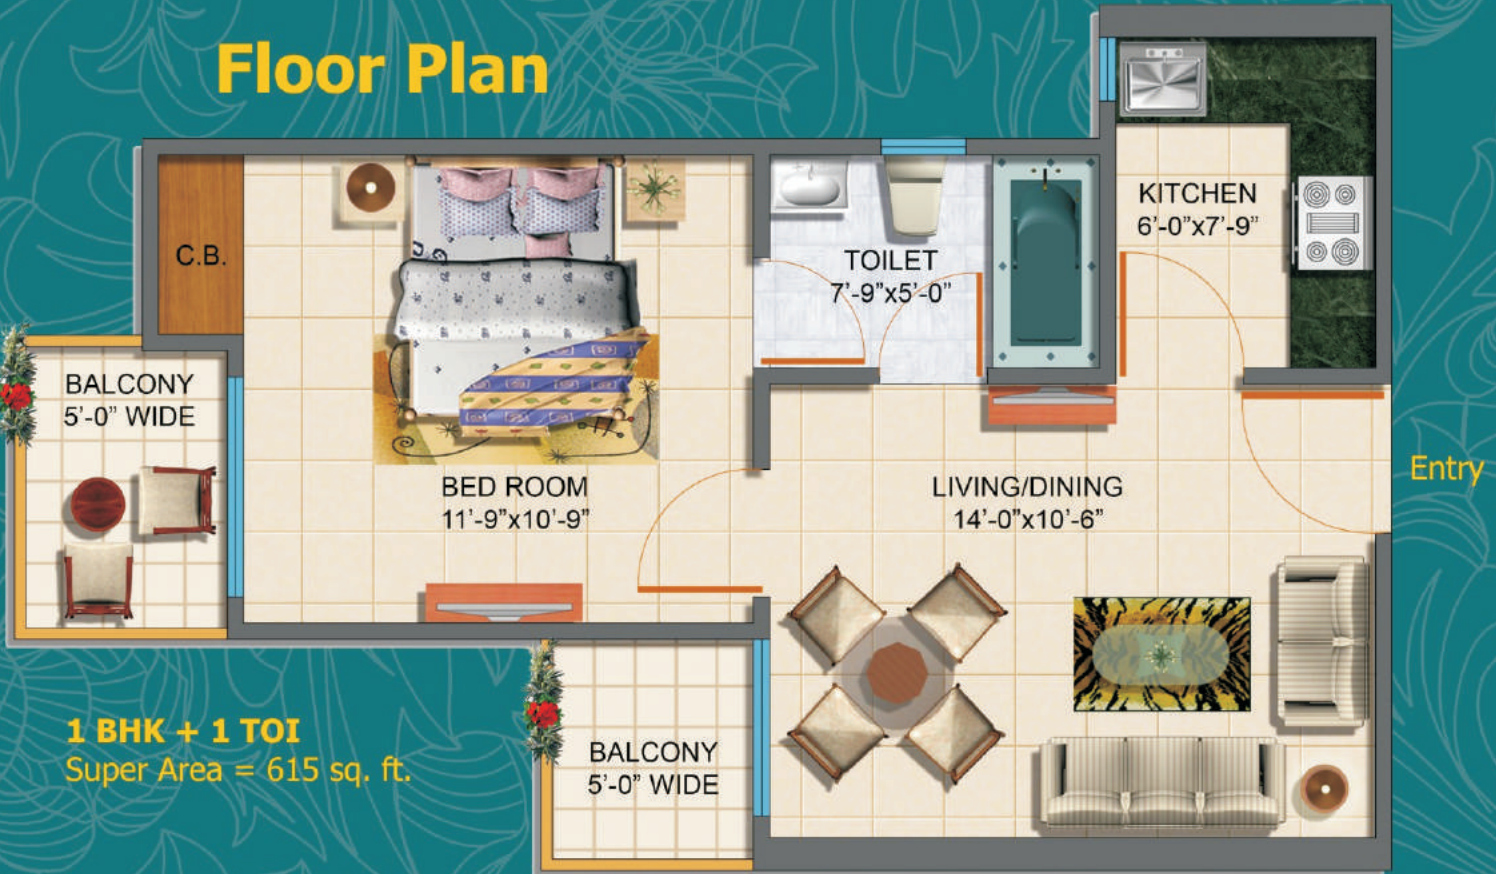 Floor Plan
KITCHEN
6'-0”x7'-9”
C.B.
TOILET
7'-9”x5'-0”
BALCONY
5'-0” WIDE
BED ROOM
11'-9”x10'-9”
LIVING/DINING
14'-0”x10'-6”
Entry
1 BHK + 1 TOI
Super Area = 615 sq. ft.
BALCONY
5'-0” WIDE